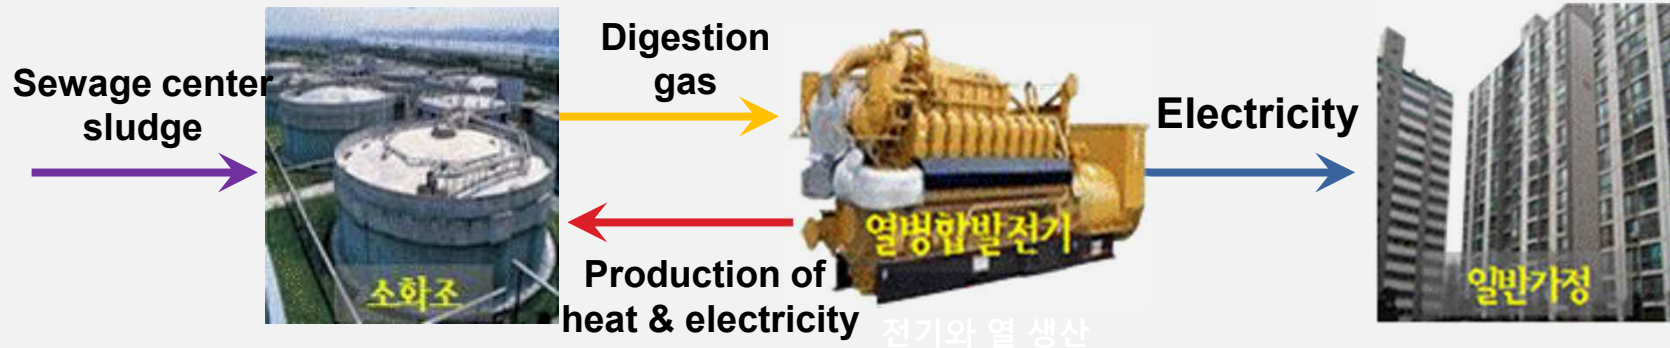 Sewage center
sludge
소화조
Digestion
gas
Production of
heat & electricity
열병합발전기
전기와 열 생산
Electricity
일반가정